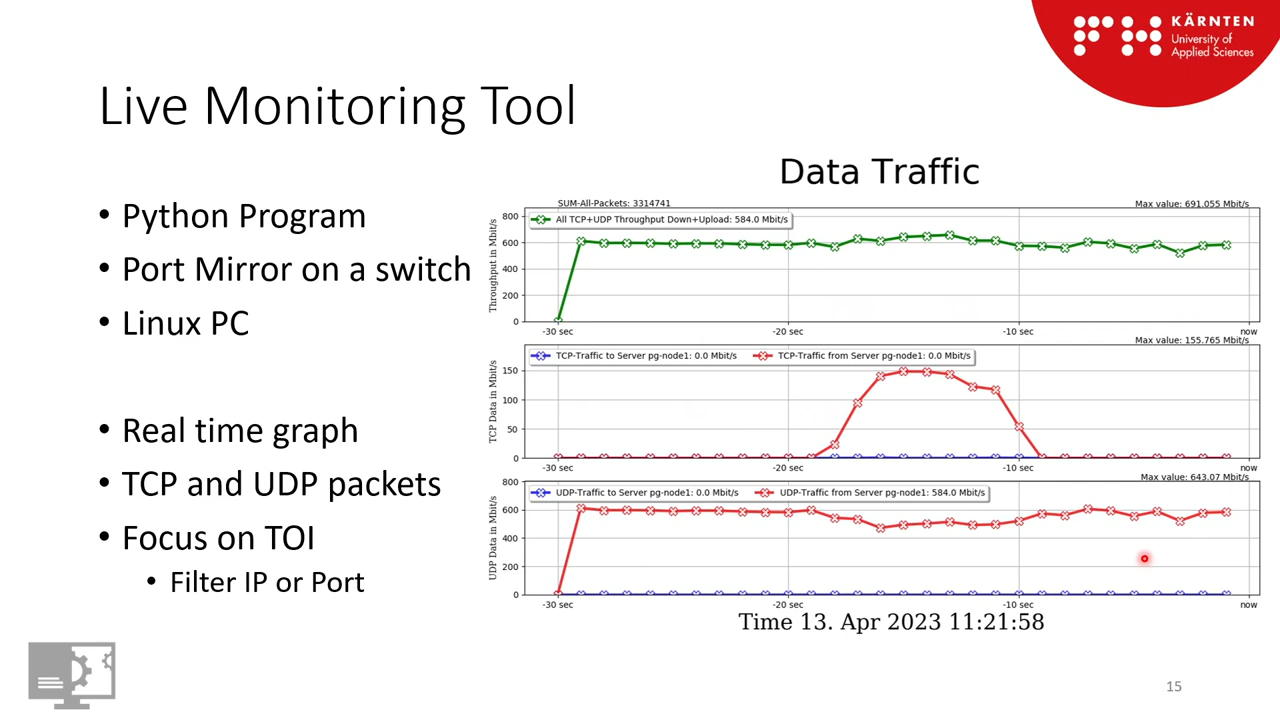 KÄRNTEN
University of
Applied Sciences
Live Monitoring Tool
• Python Program
• Port Mirror on a switch
• Linux PC
• Real time graph
• TCP and UDP packets
• Focus on TOI
• Filter IP or Port
Data Traffic
SUM-All-Packets: 3314741
Max value: 691.055 Mbit/s
All TCP+UDP Throughput Down+Upload: 584.0 Mbit/s
Throughput in Mbit/s
800
600
400
200
0
-30 sec
-20 sec
-10 sec
now
Max value: 155.765 Mbit/s
TCP-Traffic to Server pg-node1: 0.0 Mbit/s
TCP-Traffic from Server pg-node1: 0.0 Mbit/s
TCP Data in Mbit/s
150
100
50
0
-30 sec
-20 sec
-10 sec
now
Max value: 643.07 Mbit/s
UDP-Traffic to Server pg-node1: 0.0 Mbit/s
UDP-Traffic from Server pg-node1: 584.0 Mbit/s
UDP Data in Mbit/s
800
600
400
200
0
-30 sec
-20 sec
-10 sec
now
Time 13. Apr 2023 11:21:58
15